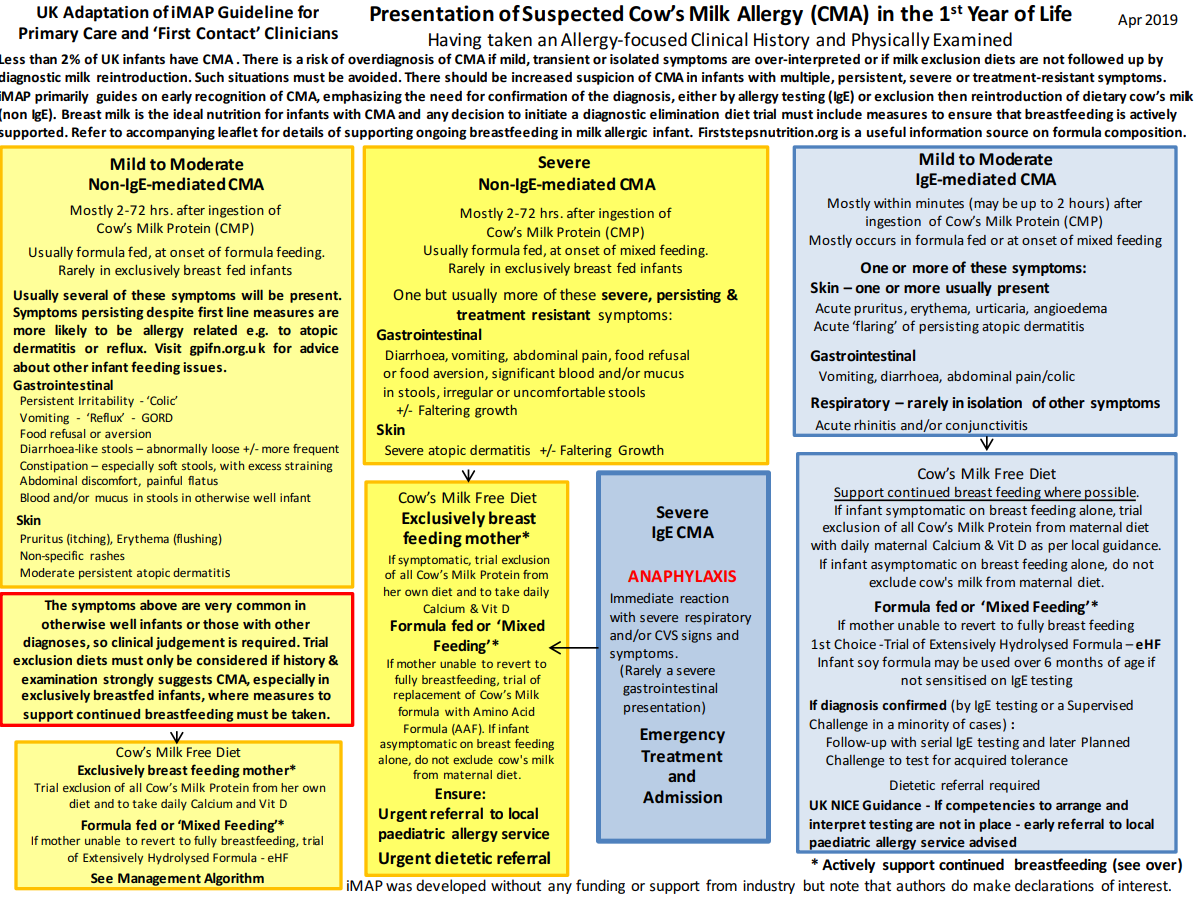 UK Adaptation of iMAP Guideline for
Primary Care and ‘First Contact’ Clinicians
Presentation of Suspected Cow’s Milk Allergy (CMA) in the 1st Year of Life
Having taken an Allergy-focused Clinical History and Physically Examined
Apr 2019
Less than 2% of UK infants have CMA . There is a risk of overdiagnosis of CMA if mild, transient or isolated symptoms are over-interpreted or if milk exclusion diets are not followed up by
diagnostic milk reintroduction. Such situations must be avoided. There should be increased suspicion of CMA in infants with multiple, persistent, severe or treatment-resistant symptoms.
iMAP primarily guides on early recognition of CMA, emphasizing the need for confirmation of the diagnosis, either by allergy testing (IgE) or exclusion then reintroduction of dietary cow’s milk
(non IgE). Breast milk is the ideal nutrition for infants with CMA and any decision to initiate a diagnostic elimination diet trial must include measures to ensure that breastfeeding is actively
supported. Refer to accompanying leaflet for details of supporting ongoing breastfeeding in milk allergic infant. Firststepsnutrition.org is a useful information source on formula composition.
Mild to Moderate
Non-IgE-mediated CMA
Mostly 2-72 hrs. after ingestion of
Cow’s Milk Protein (CMP)
Usually formula fed, at onset of formula feeding.
Rarely in exclusively breast fed infants
Usually several of these symptoms will be present.
Symptoms persisting despite first line measures are
more likely to be allergy related e.g. to atopic
dermatitis or reflux. Visit gpifn.org.uk for advice
about other infant feeding issues.
Gastrointestinal
Persistent Irritability - ‘Colic’
Vomiting - ‘Reflux’ - GORD
Food refusal or aversion
Diarrhoea-like stools – abnormally loose +/- more frequent
Constipation – especially soft stools, with excess straining
Abdominal discomfort, painful flatus
Blood and/or mucus in stools in otherwise well infant
Skin
Pruritus (itching), Erythema (flushing)
Non-specific rashes
Moderate persistent atopic dermatitis
The symptoms above are very common in
otherwise well infants or those with other
diagnoses, so clinical judgement is required. Trial
exclusion diets must only be considered if history &
examination strongly suggests CMA, especially in
exclusively breastfed infants, where measures to
support continued breastfeeding must be taken.
Cow’s Milk Free Diet
Exclusively breast feeding mother*
Trial exclusion of all Cow’s Milk Protein from her own
diet and to take daily Calcium and Vit D
Formula fed or ‘Mixed Feeding’*
If mother unable to revert to fully breastfeeding, trial
of Extensively Hydrolysed Formula - eHF
See Management Algorithm
Severe
Non-IgE-mediated CMA
Mostly 2-72 hrs. after ingestion of
Cow’s Milk Protein (CMP)
Usually formula fed, at onset of mixed feeding.
Rarely in exclusively breast fed infants
One but usually more of these severe, persisting &
treatment resistant symptoms:
Gastrointestinal
Diarrhoea, vomiting, abdominal pain, food refusal
or food aversion, significant blood and/or mucus
in stools, irregular or uncomfortable stools
+/- Faltering growth
Skin
Severe atopic dermatitis +/- Faltering Growth
Cow’s Milk Free Diet
Exclusively breast
feeding mother*
If symptomatic, trial exclusion
of all Cow’s Milk Protein from
her own diet and to take daily
Calcium & Vit D
Formula fed or ‘Mixed
Feeding’*
If mother unable to revert to
fully breastfeeding, trial of
replacement of Cow’s Milk
formula with Amino Acid
Formula (AAF). If infant
asymptomatic on breast feeding
alone, do not exclude cow's milk
from maternal diet.
Ensure:
Urgent referral to local
paediatric allergy service
Urgent dietetic referral
Severe
IgE CMA
ANAPHYLAXIS
Immediate reaction
with severe respiratory
and/or CVS signs and
symptoms.
(Rarely a severe
gastrointestinal
presentation)
Emergency
Treatment
and
Admission
Mild to Moderate
IgE-mediated CMA
Mostly within minutes (may be up to 2 hours) after
ingestion of Cow’s Milk Protein (CMP)
Mostly occurs in formula fed or at onset of mixed feeding
One or more of these symptoms:
Skin – one or more usually present
Acute pruritus, erythema, urticaria, angioedema
Acute ‘flaring’ of persisting atopic dermatitis
Gastrointestinal
Vomiting, diarrhoea, abdominal pain/colic
Respiratory – rarely in isolation of other symptoms
Acute rhinitis and/or conjunctivitis
Cow’s Milk Free Diet
Support continued breast feeding where possible.
If infant symptomatic on breast feeding alone, trial
exclusion of all Cow’s Milk Protein from maternal diet
with daily maternal Calcium & Vit D as per local guidance.
If infant asymptomatic on breast feeding alone, do not
exclude cow's milk from maternal diet.
Formula fed or ‘Mixed Feeding’*
If mother unable to revert to fully breast feeding
1st Choice -Trial of Extensively Hydrolysed Formula – eHF
Infant soy formula may be used over 6 months of age if
not sensitised on IgE testing
If diagnosis confirmed (by IgE testing or a Supervised
Challenge in a minority of cases) :
Follow-up with serial IgE testing and later Planned
Challenge to test for acquired tolerance
Dietetic referral required
UK NICE Guidance - If competencies to arrange and
interpret testing are not in place - early referral to local
paediatric allergy service advised
* Actively support continued breastfeeding (see over)
iMAP was developed without any funding or support from industry but note that authors do make declarations of interest.